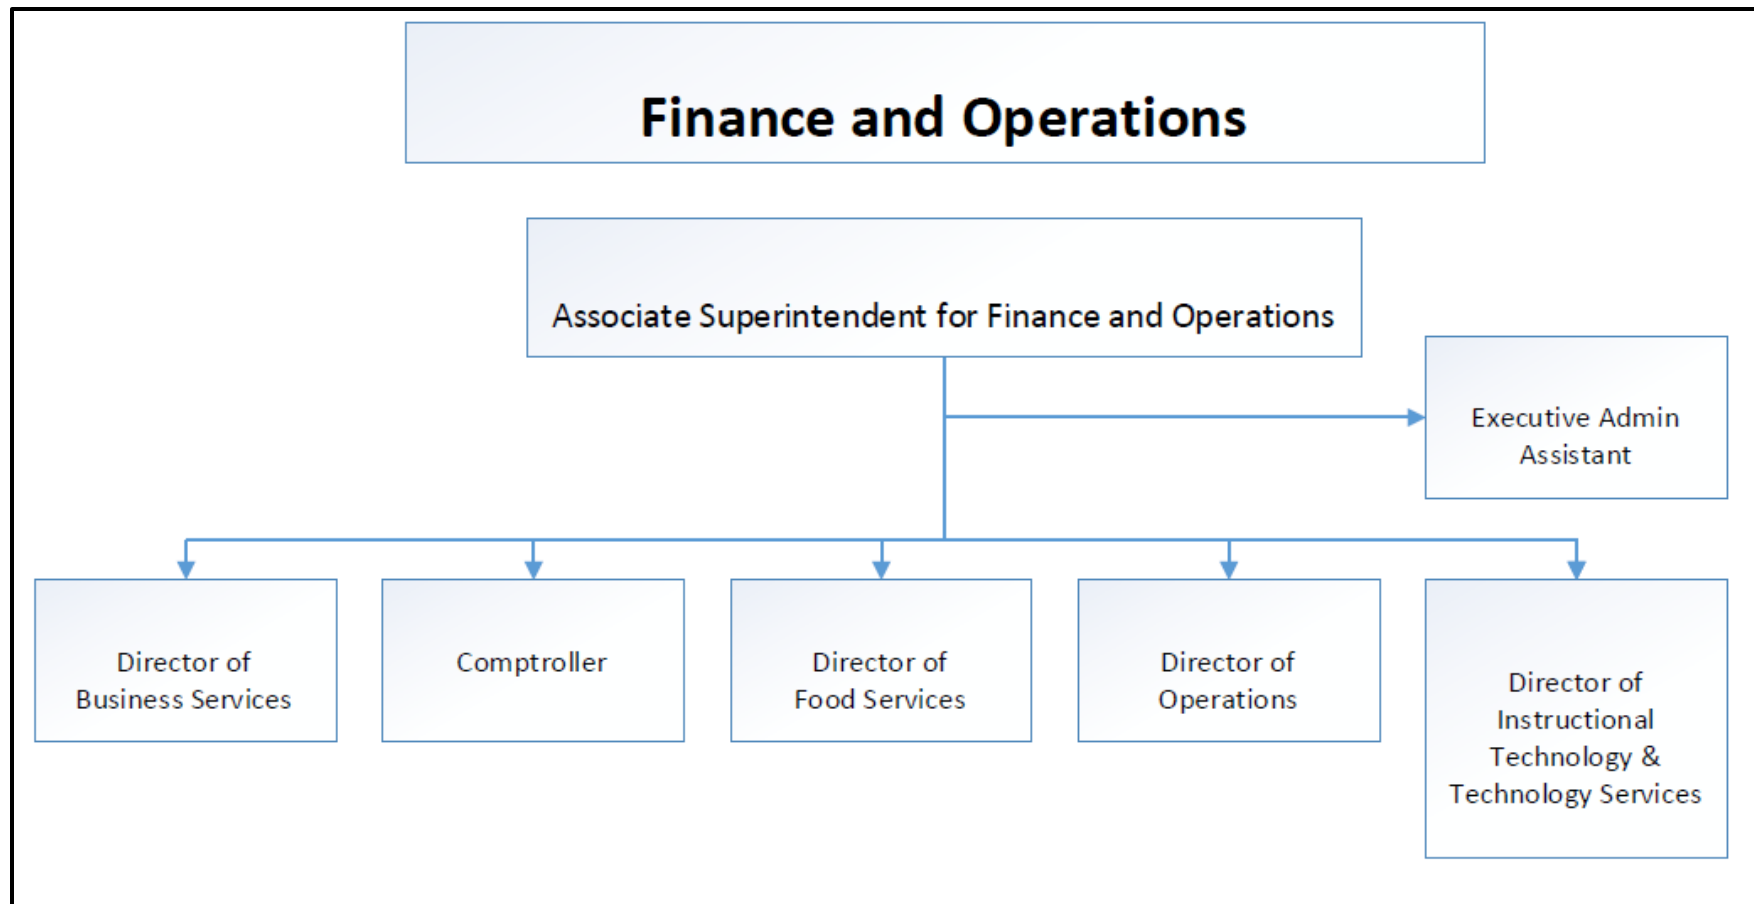 Finance and Operations
Associate Superintendent for Finance and Operations
Executive Admin
Assistant
Director of
Business Services
Comptroller
Director of
Food Services
Director of
Operations
Director of
Instructional
Technology &
Technology Services